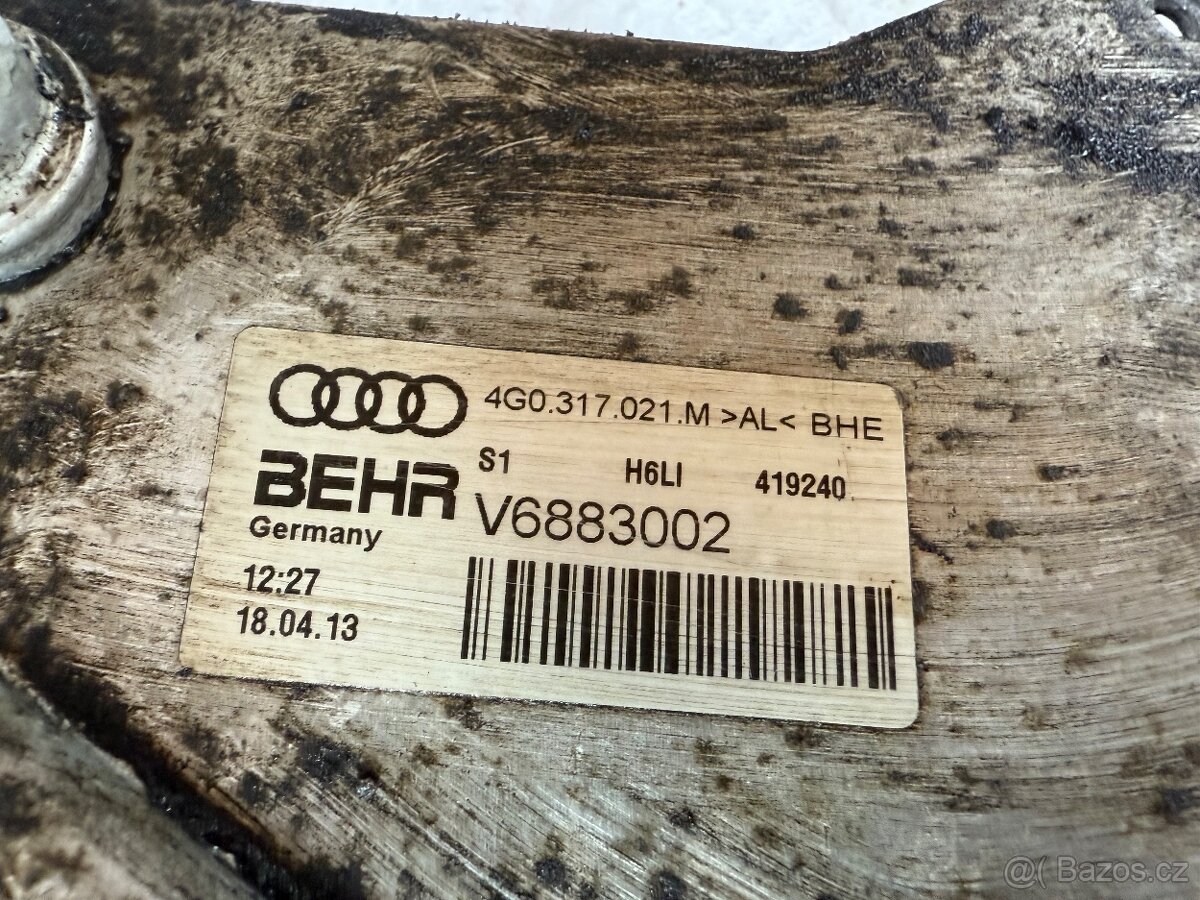 4G0.317.021.M >AL< BHE
BEHR S1 H6LI 419240
Germany V6883002
12:27
18.04.13
@( Bazos.cz